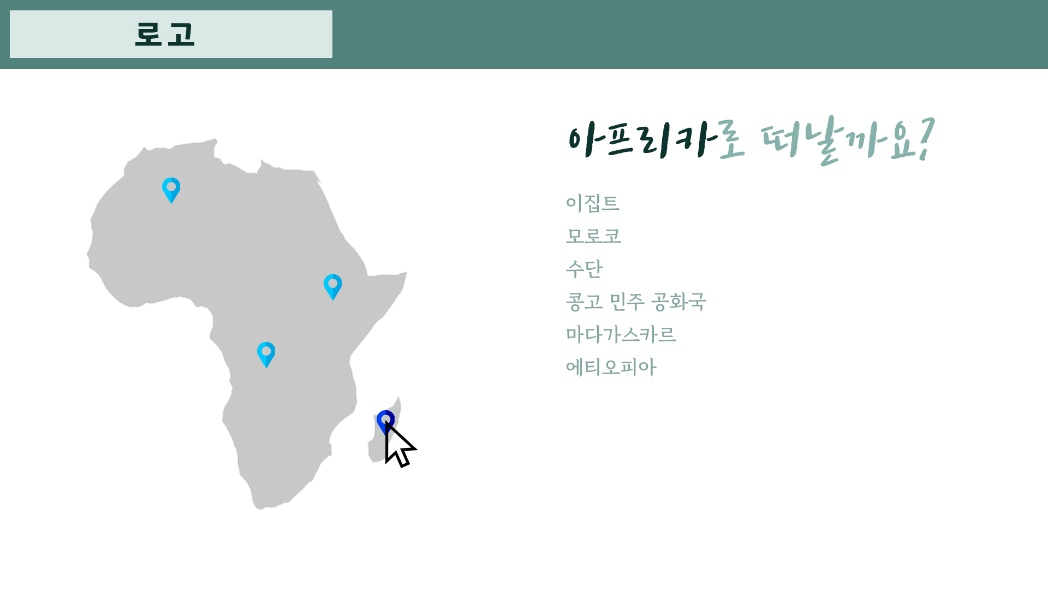 로고
아프리카로 떠날까요?
이집트
모로코
수단
콩고 민주 공화국
마다가스카르
에티오피아